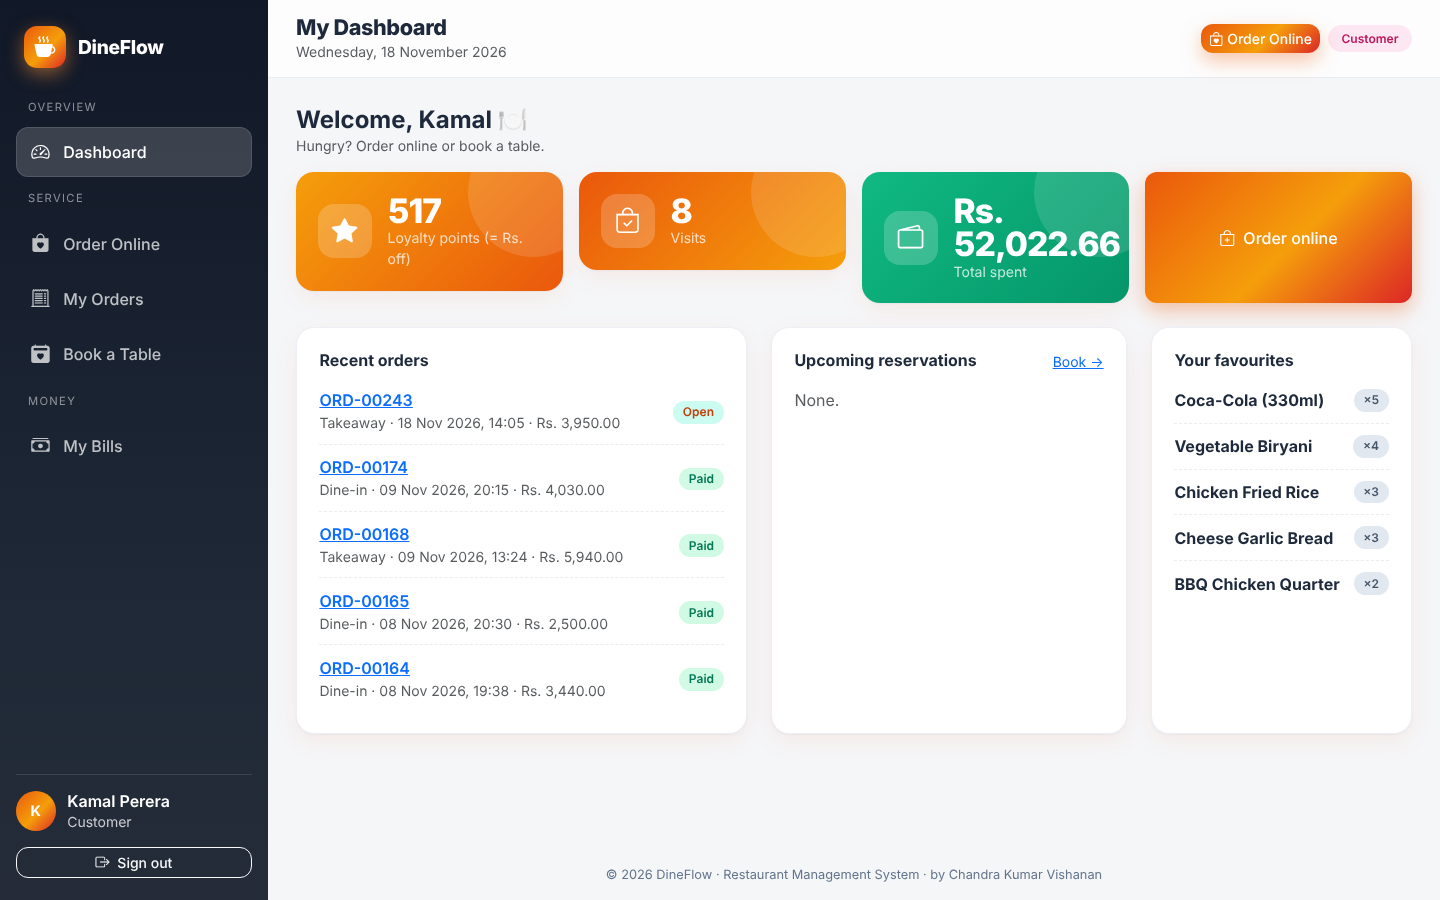 DineFlow
OVERVIEW
Dashboard
SERVICE
Order Online
My Orders
Book a Table
MONEY
My Bills
K
Kamal Perera
Customer
Sign out
My Dashboard
Wednesday, 18 November 2026
Order Online
Customer
Welcome, Kamal 🍽️
Hungry? Order online or book a table.
517
Loyalty points (= Rs.
off)
8
Visits
Rs.
52,022.66
Total spent
Order online
Recent orders
ORD-00243
Takeaway · 18 Nov 2026, 14:05 · Rs. 3,950.00
Open
ORD-00174
Dine-in · 09 Nov 2026, 20:15 · Rs. 4,030.00
Paid
ORD-00168
Takeaway · 09 Nov 2026, 13:24 · Rs. 5,940.00
Paid
ORD-00165
Dine-in · 08 Nov 2026, 20:30 · Rs. 2,500.00
Paid
ORD-00164
Dine-in · 08 Nov 2026, 19:38 · Rs. 3,440.00
Paid
Upcoming reservations
Book →
None.
Your favourites
Coca-Cola (330ml) ×5
Vegetable Biryani ×4
Chicken Fried Rice ×3
Cheese Garlic Bread ×3
BBQ Chicken Quarter ×2
© 2026 DineFlow · Restaurant Management System · by Chandra Kumar Vishanan